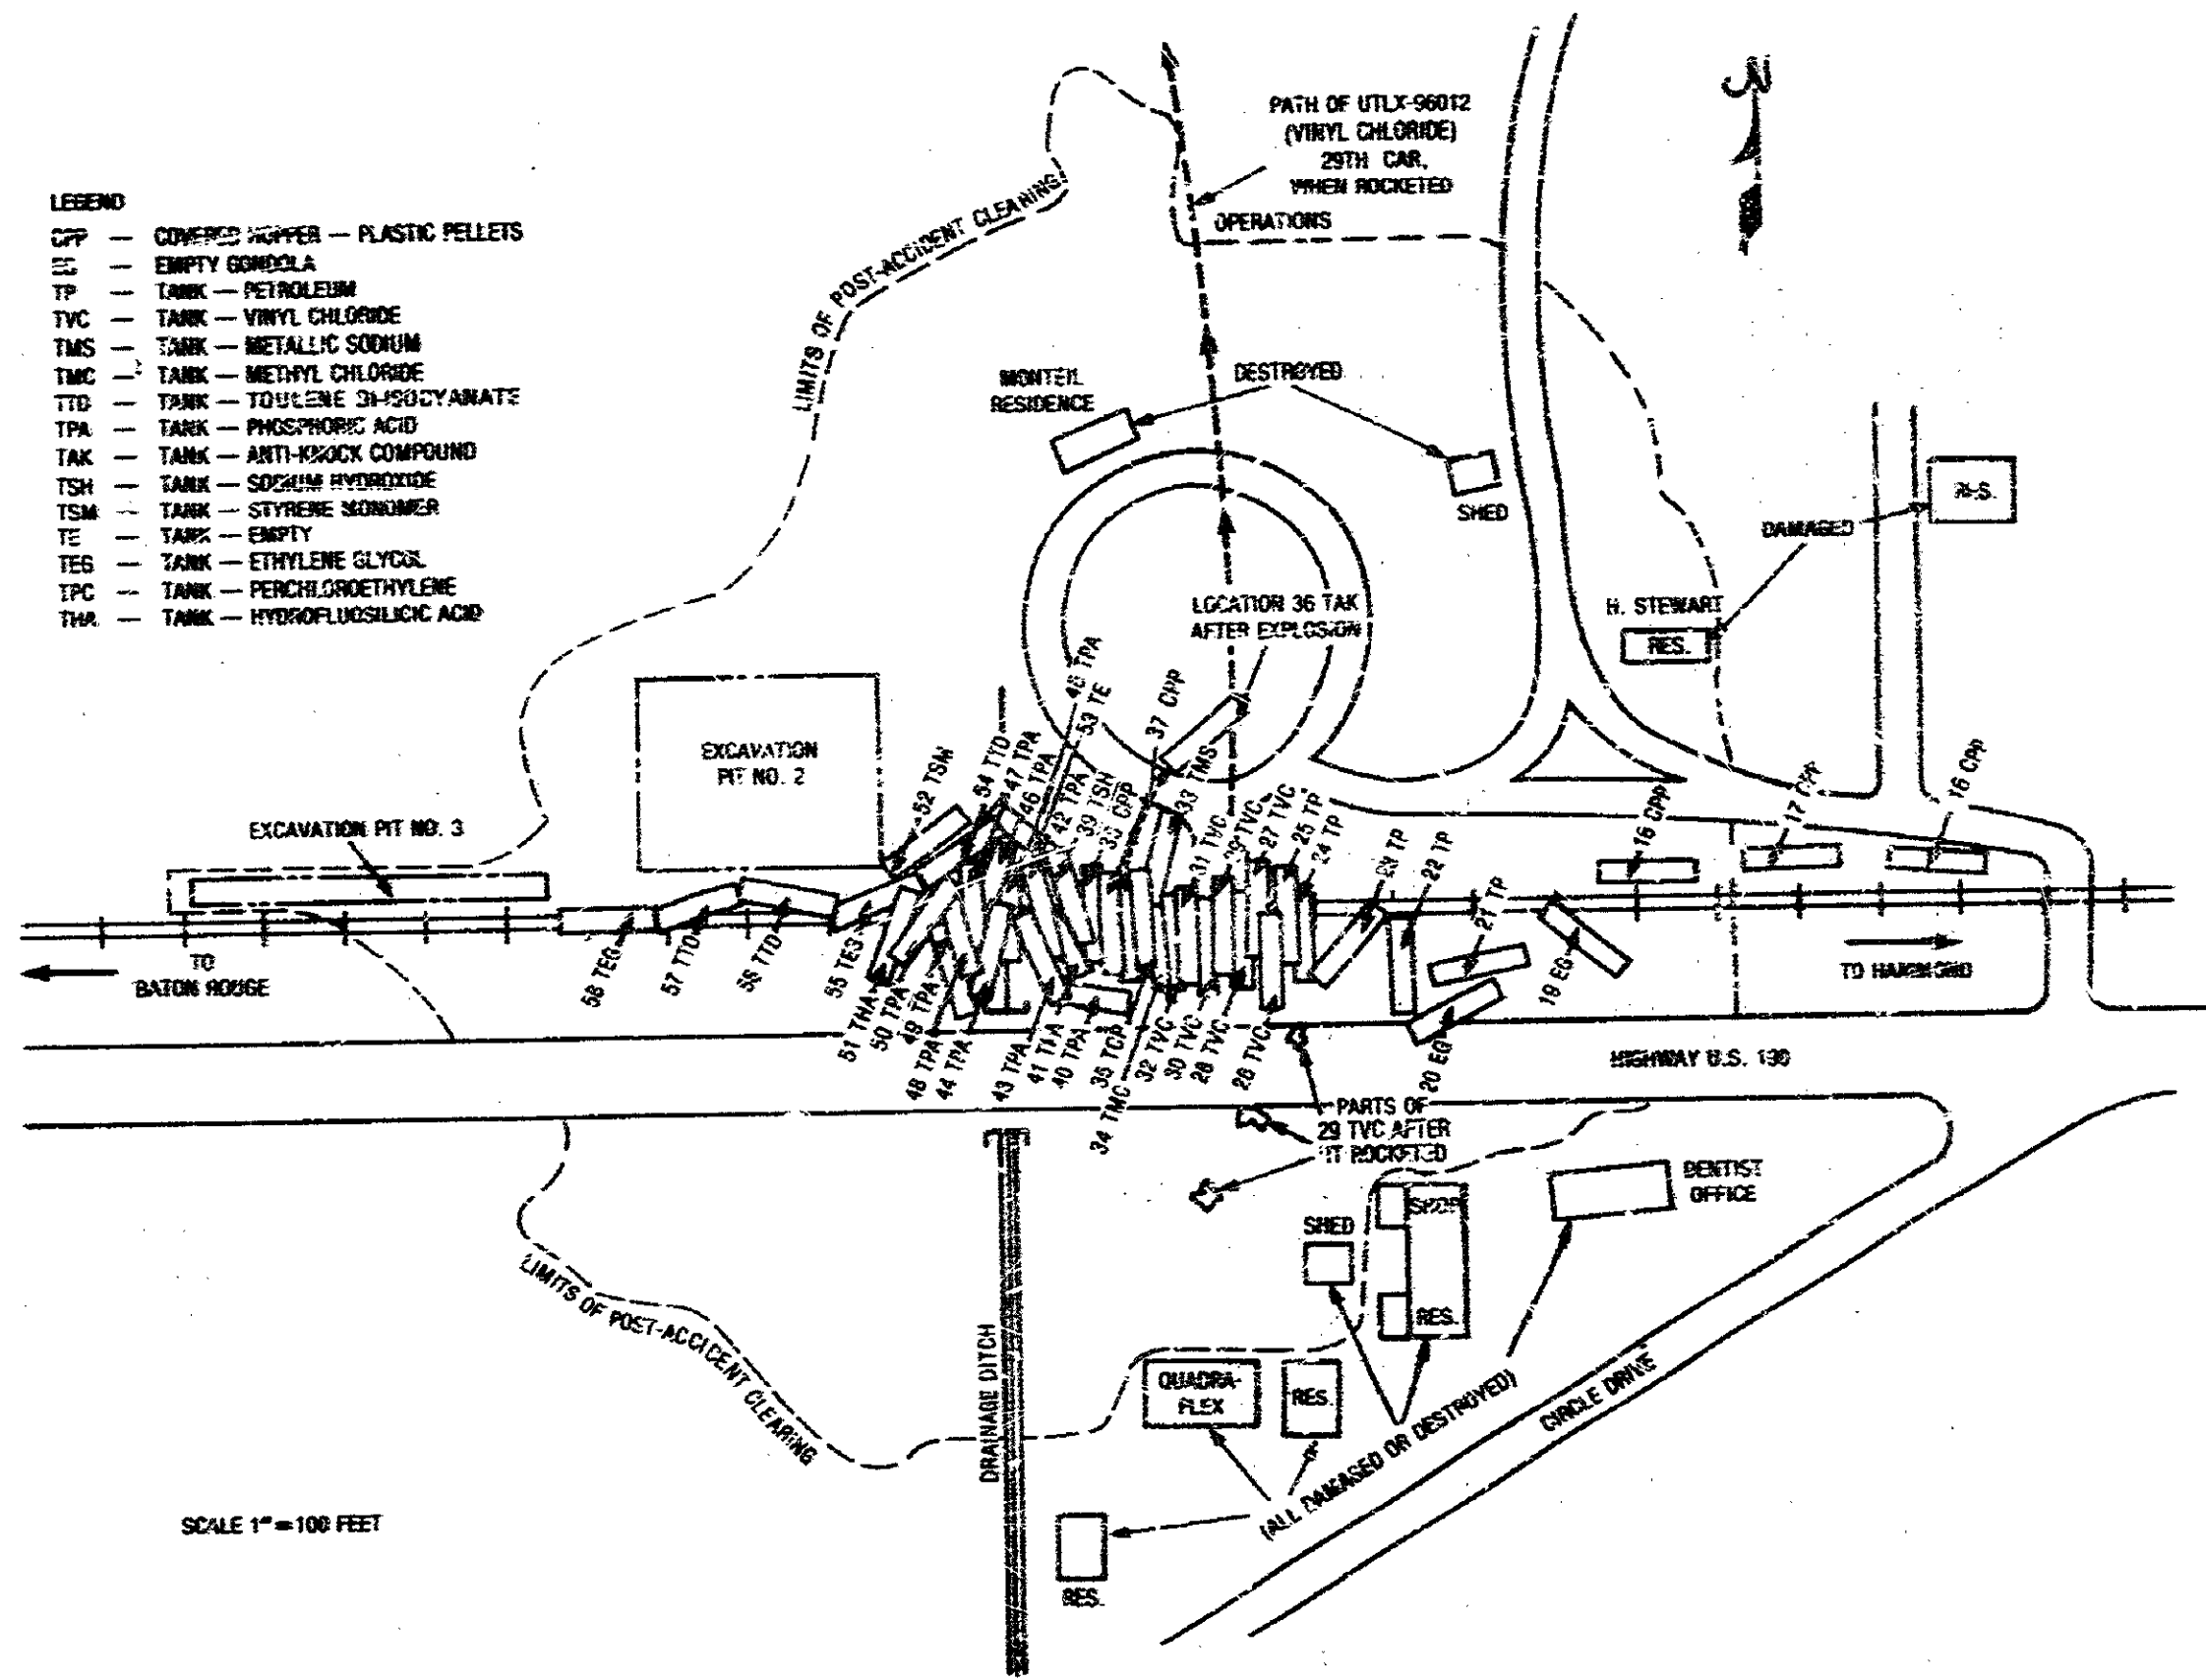 LEGEND
CPP — COVERED HOPPER — PLASTIC PELLETS
EG — EMPTY GONDOLA
TP — TANK — PETROLEUM
TVC — TANK — VINYL CHLORIDE
TMS — TANK — METALLIC SODIUM
TMC — TANK — METHYL CHLORIDE
TTD — TANK — TOULENE DI-ISOCYANATE
TPA — TANK — PHOSPHORIC ACID
TAK — TANK — ANTI-KNOCK COMPOUND
TSH — TANK — SODIUM HYDROXIDE
TSM — TANK — STYRENE MONOMER
TE — TANK — EMPTY
TEG — TANK — ETHYLENE GLYCOL
TPC — TANK — PERCHLOROETHYLENE
THA — TANK — HYDROFLUOSILICIC ACID
PATH OF UTLX-96012
(VINYL CHLORIDE)
29TH CAR,
WHEN ROCKETED
LIMITS OF POST-ACCIDENT CLEANING
OPERATIONS
N
MONTEIL
RESIDENCE
DESTROYED
SHED
RES.
DAMAGED
H. STEWART
RES.
LOCATION 36 TAK
AFTER EXPLOSION
EXCAVATION
PIT NO. 2
EXCAVATION PIT NO. 3
52 TSM
54 TTD
47 TPA
46 TPA
53 TE
42 TPA
39 TSH
CPP
37 CPP
33 TMS
31 TVC
TVC
27 TVC
25 TP
24 TP
TP
22 TP
21 TP
19 EG
16 CPP
17 CPP
16 CPP
TO
BATON ROUGE
TO HAMMOND
58 TEG
57 TTD
56 TTD
55 TE3
51 THA
50 TPA
49 TPA
48 TPA
44 TPA
43 TPA
41 TPA
40 TPA
35 TCP
34 TMC
32 TVC
30 TVC
28 TVC
26 TVC
20 EG
HIGHWAY U.S. 190
PARTS OF
29 TVC AFTER
IT ROCKETED
DENTIST
OFFICE
SHED
SHOP
RES.
QUADRA-
FLEX
RES.
LIMITS OF POST-ACCIDENT CLEARING
DRAINAGE DITCH
(ALL DAMAGED OR DESTROYED)
CIRCLE DRIVE
RES.
SCALE 1" = 100 FEET